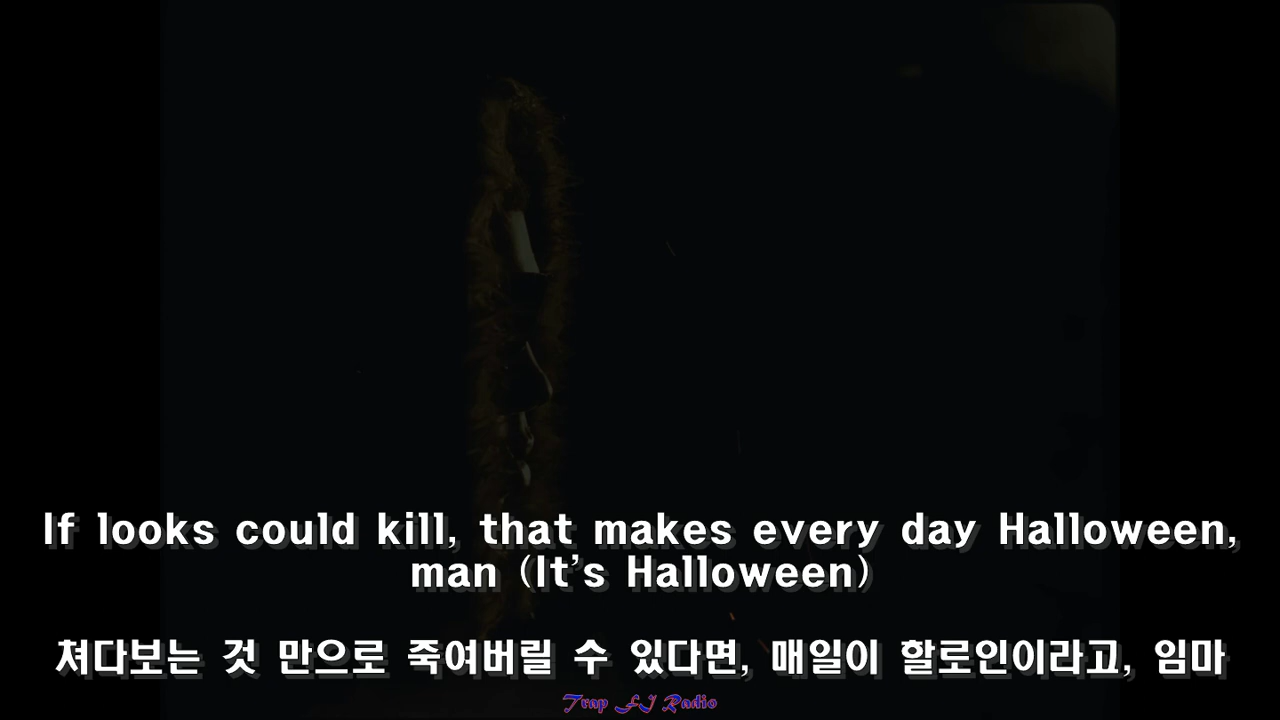 If looks could kill, that makes every day Halloween,
man (It's Halloween)
쳐다보는 것 만으로 죽여버릴 수 있다면, 매일이 할로인이라고, 임마
Trap LI Radio